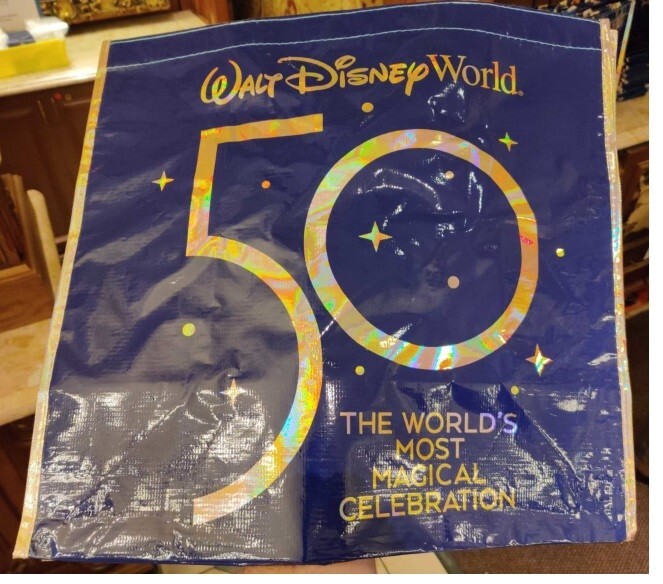 Walt Disney World
50
THE WORLD'S
MOST
MAGICAL
CELEBRATION